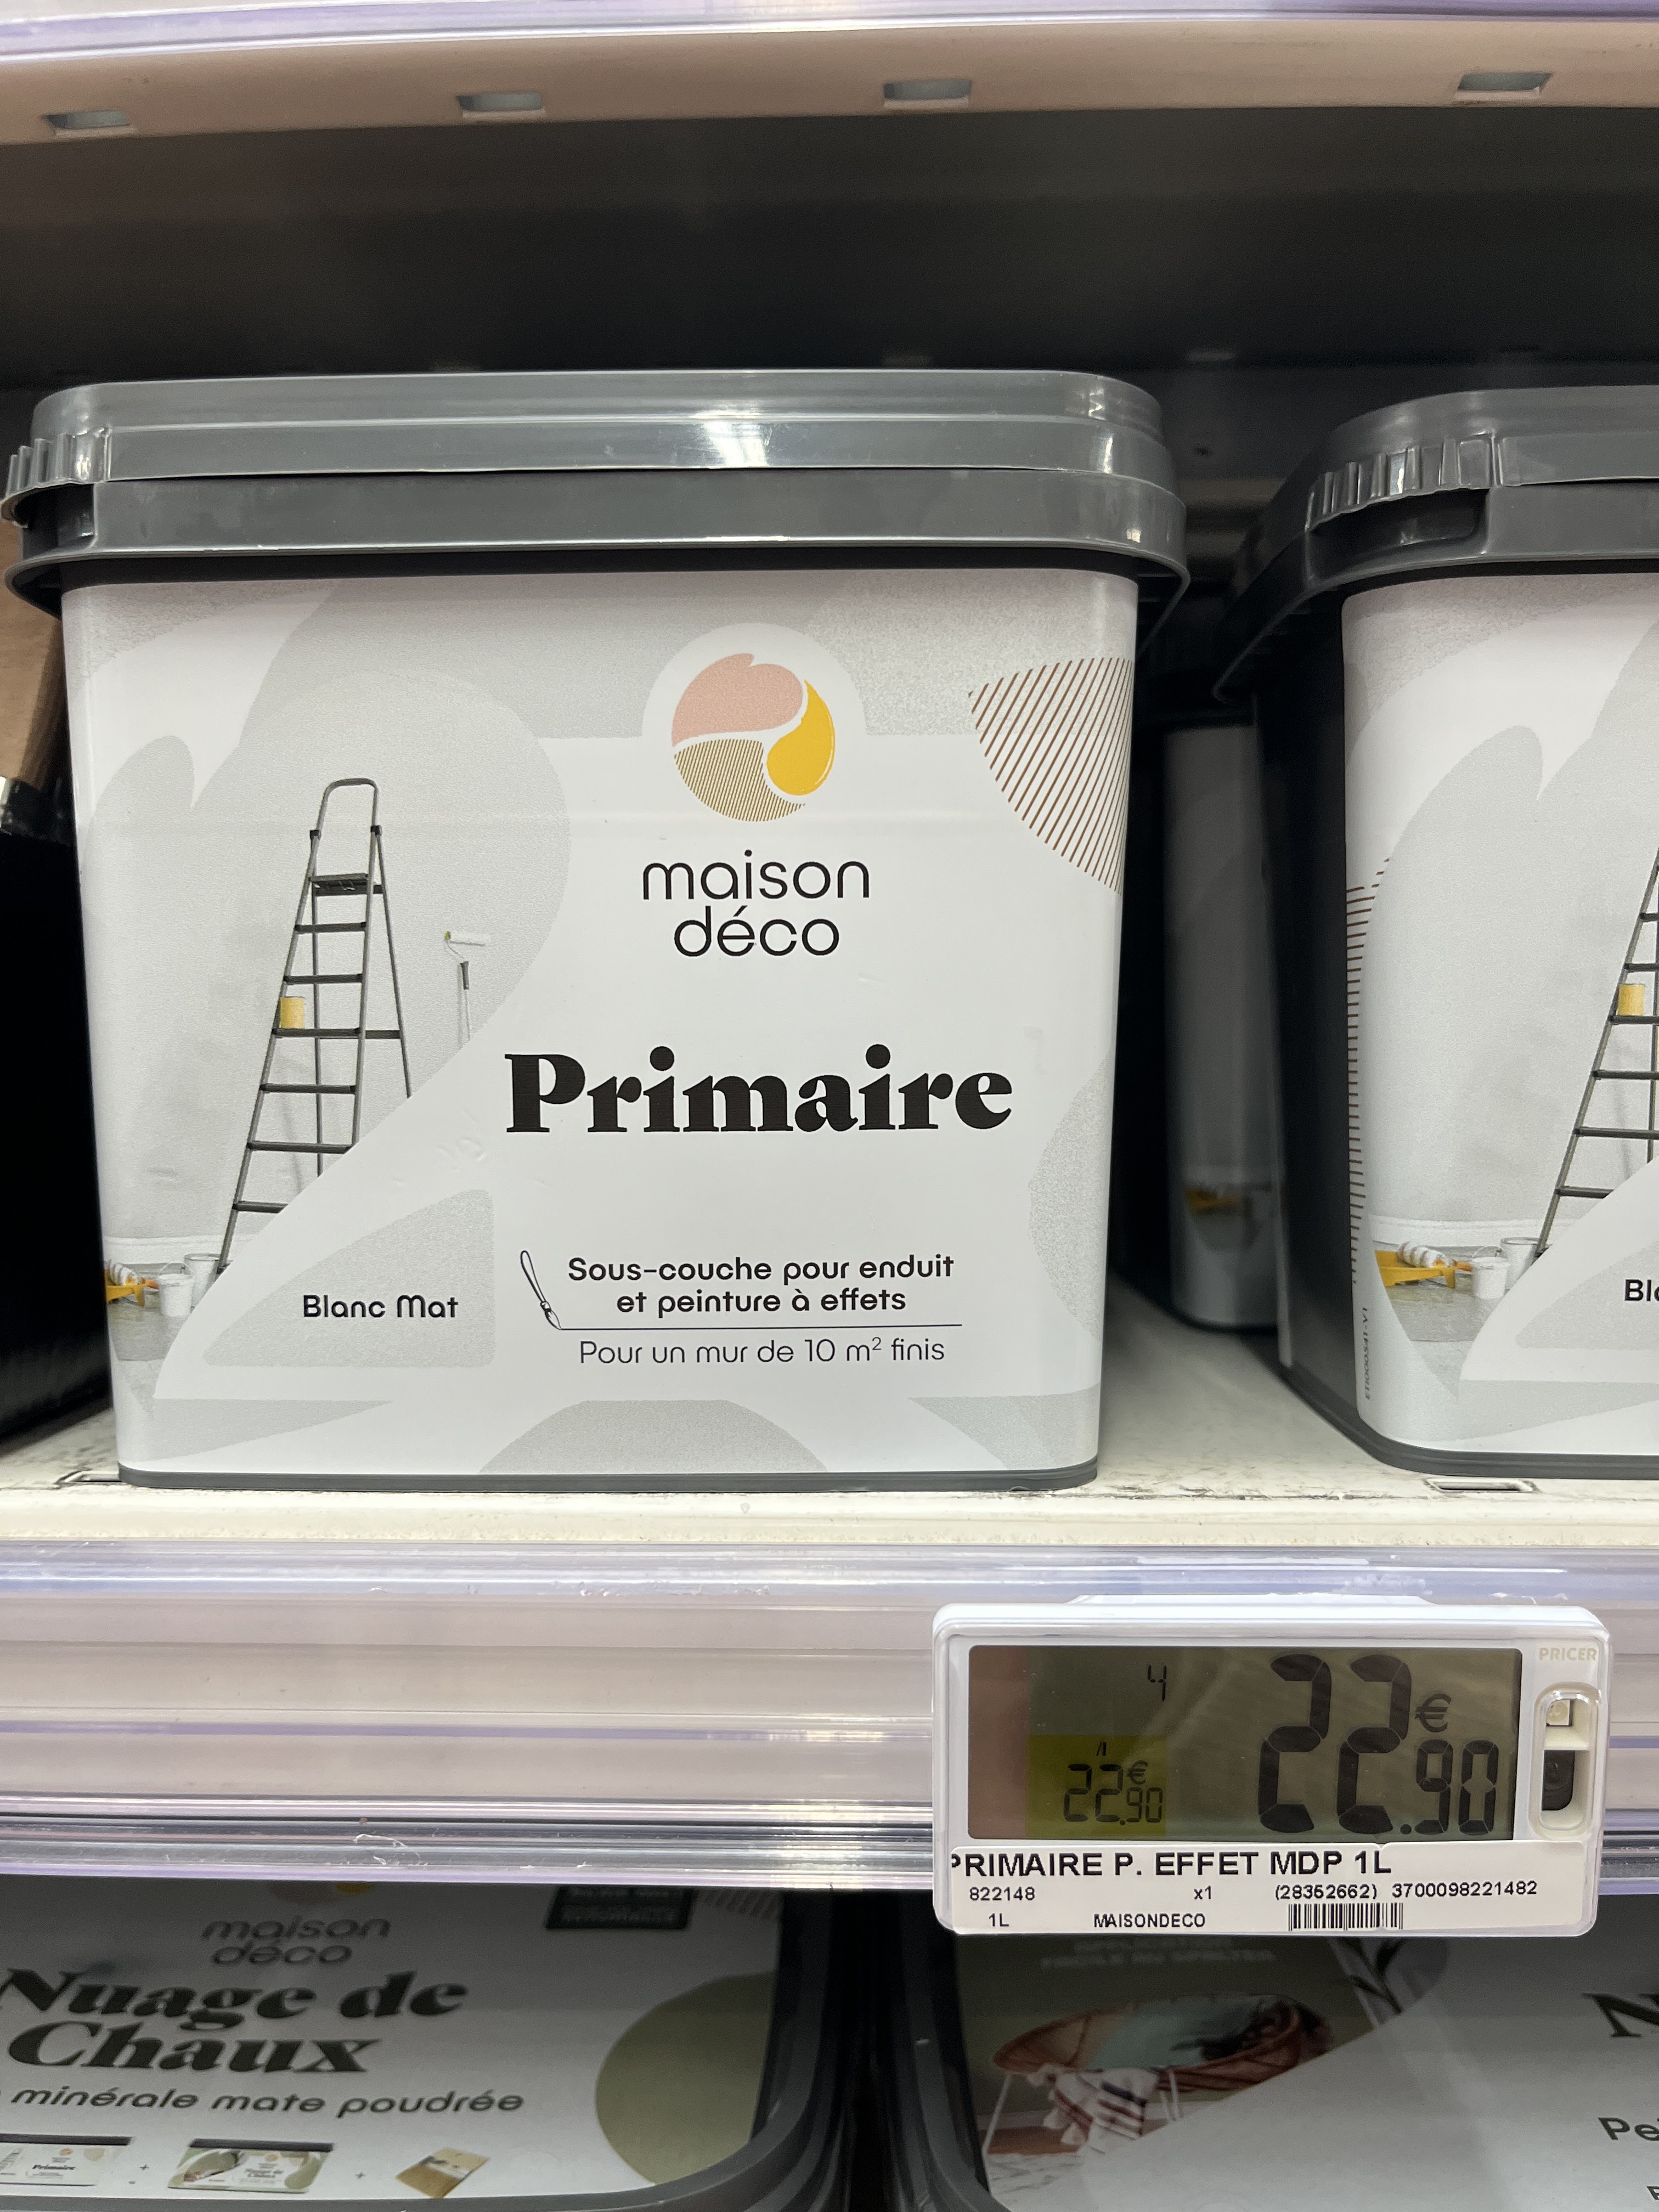 maison
déco
Primaire
Sous-couche pour enduit
et peinture à effets
Blanc Mat
Pour un mur de 10 m² finis
PRICER
4
/l
22€.90
22€.90
PRIMAIRE P. EFFET MDP 1L
822148 x1 (28352662) 3700098221482
1L MAISONDECO
maison
déco
Nuage de
Chaux
minérale mate poudrée
Primaire